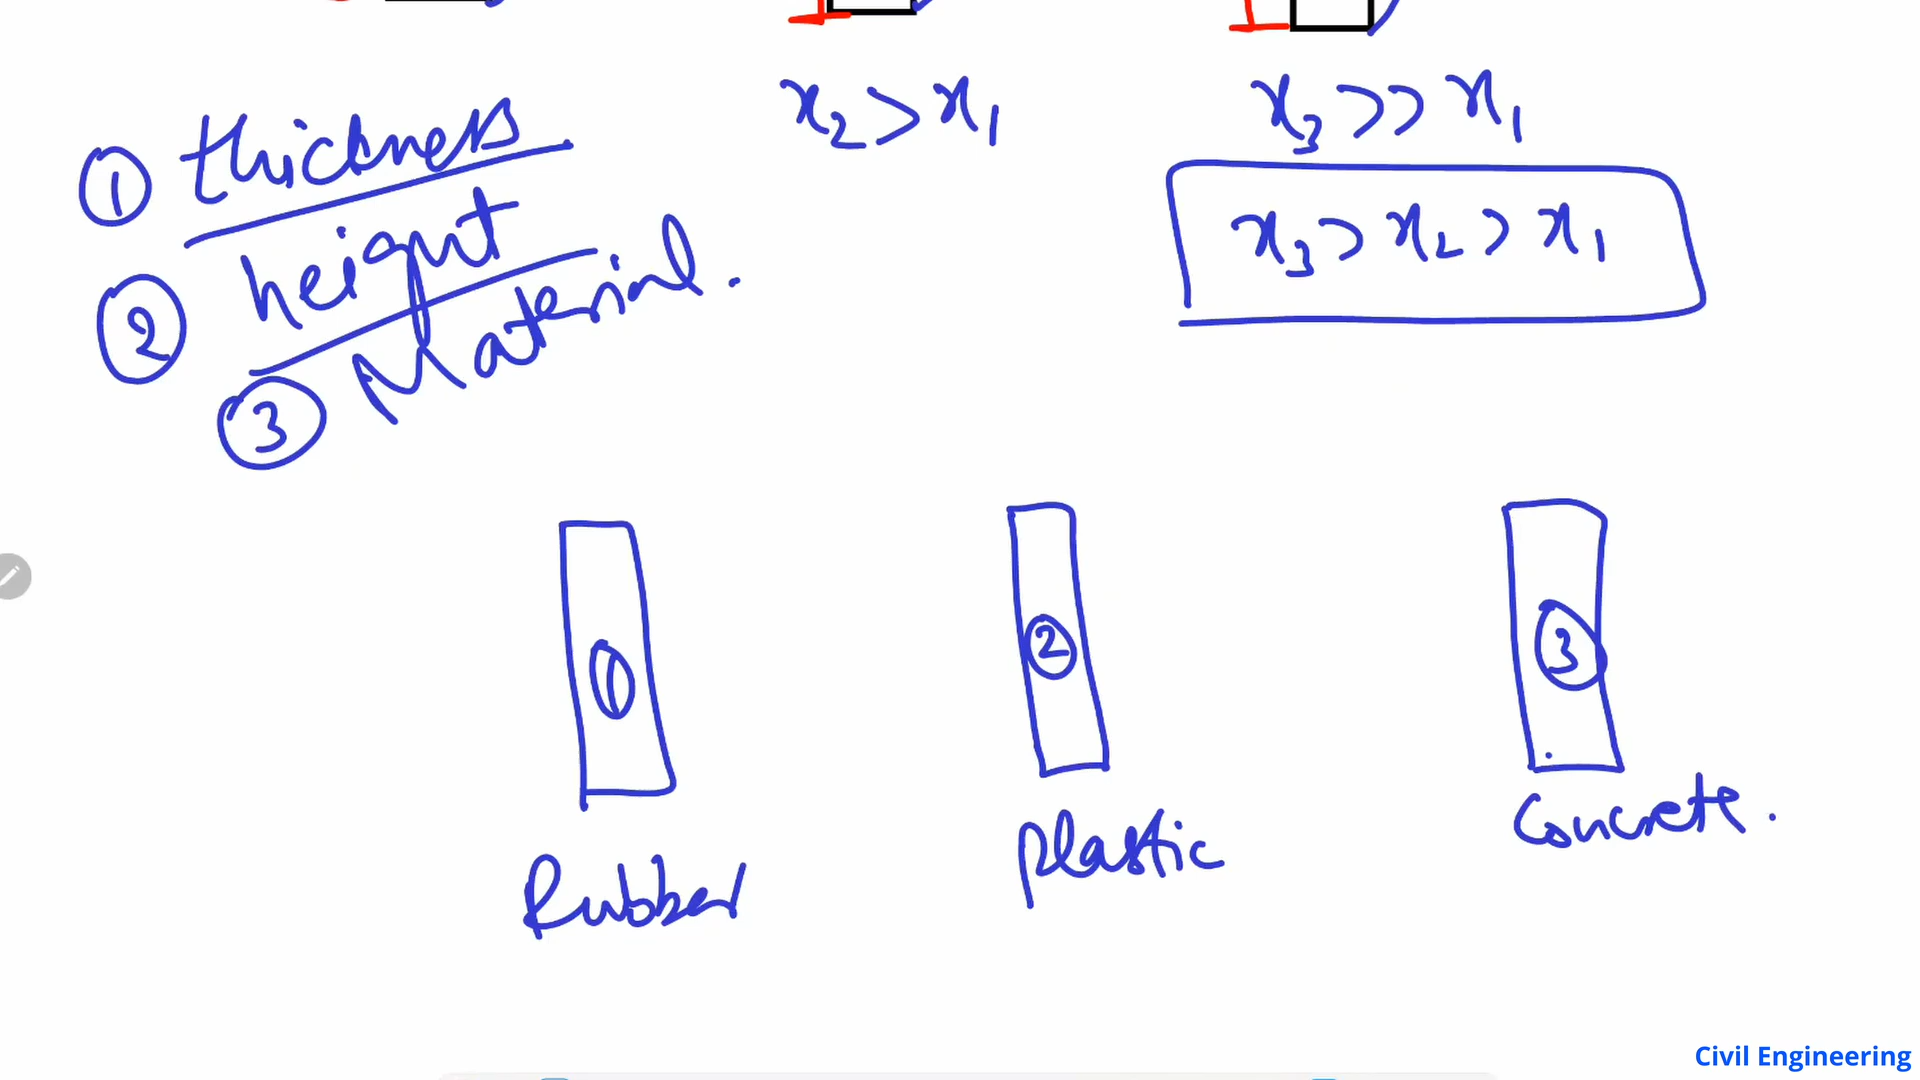 x₂ > x₁
x₃ >> x₁
① thickness
② height
③ Material.
x₃ > x₂ > x₁
①
②
③
Rubber
plastic
Concrete.
Civil Engineering